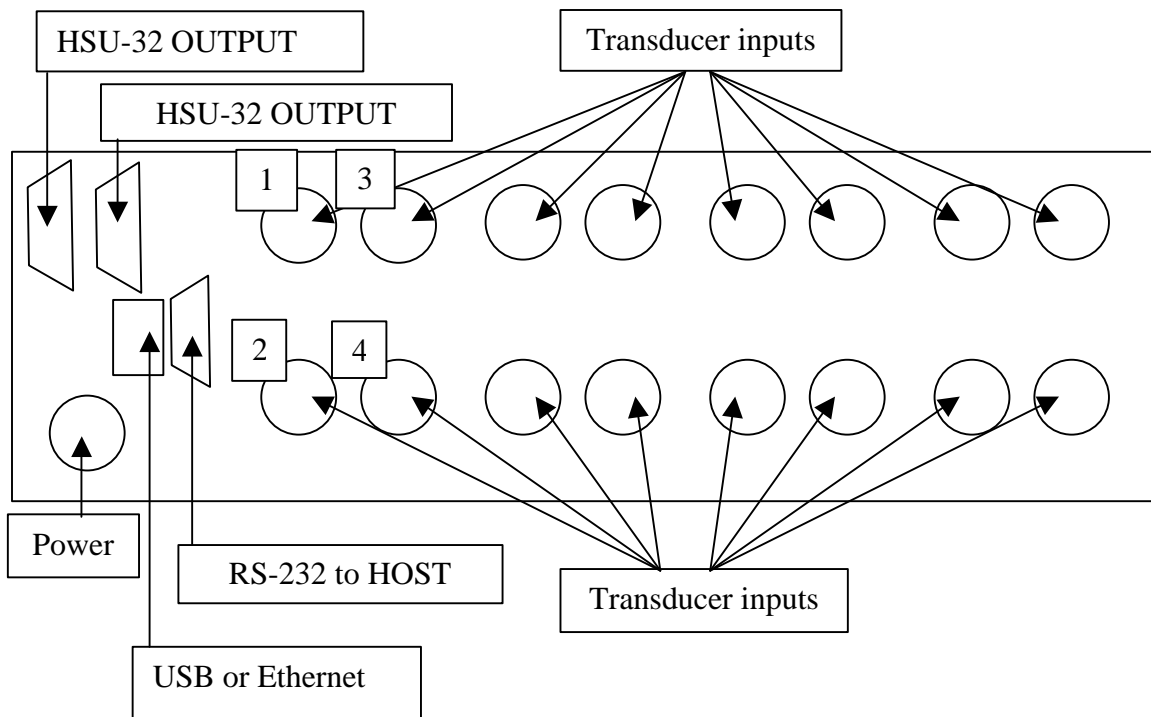 HSU-32 OUTPUT
Transducer inputs
HSU-32 OUTPUT
1
3
2
4
Power
RS-232 to HOST
Transducer inputs
USB or Ethernet